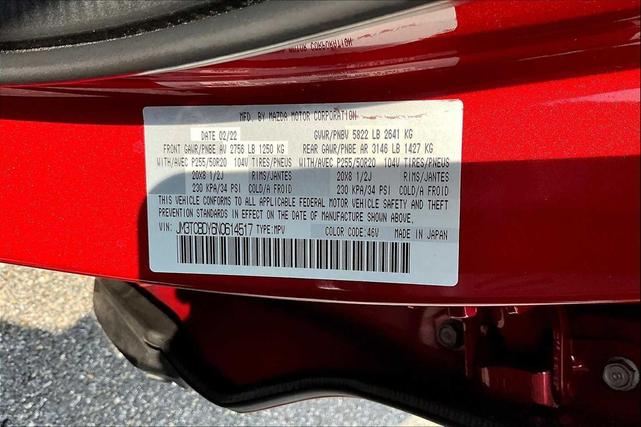 MFD. BY MAZDA MOTOR CORPORATION
DATE 02/22 GVWR/PNBV 5822 LB 2641 KG
FRONT GAWR/PNBE AV 2756 LB 1250 KG REAR GAWR/PNBE AR 3146 LB 1427 KG
WITH/AVEC P255/50R20 104V TIRES/PNEUS WITH/AVEC P255/50R20 104V TIRES/PNEUS
20X8 1/2J RIMS/JANTES 20X8 1/2J RIMS/JANTES
230 KPA/34 PSI COLD/A FROID 230 KPA/34 PSI COLD/A FROID
THIS VEHICLE CONFORMS TO ALL APPLICABLE FEDERAL MOTOR VEHICLE SAFETY AND THEFT
PREVENTION STANDARDS IN EFFECT ON THE DATE OF MANUFACTURE SHOWN ABOVE.
VIN: JM3TCBDY6N0614517 TYPE:MPV COLOR CODE:46V MADE IN JAPAN